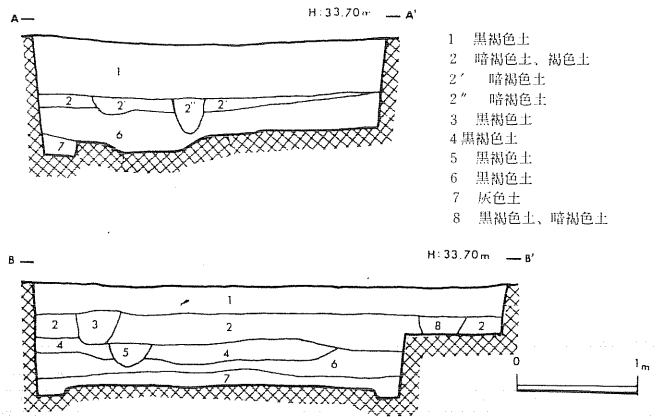 A H:33.70m A'
1 黒褐色土
2 暗褐色土、褐色土
2′ 暗褐色土
2″ 暗褐色土
3 黒褐色土
4黒褐色土
5 黒褐色土
6 黒褐色土
7 灰色土
8 黒褐色土、暗褐色土
1
2 2′ 2″ 2′
6
7
B H:33.70m B'
1
2 3 2 8 2
4 5 4 6
7
0 1m